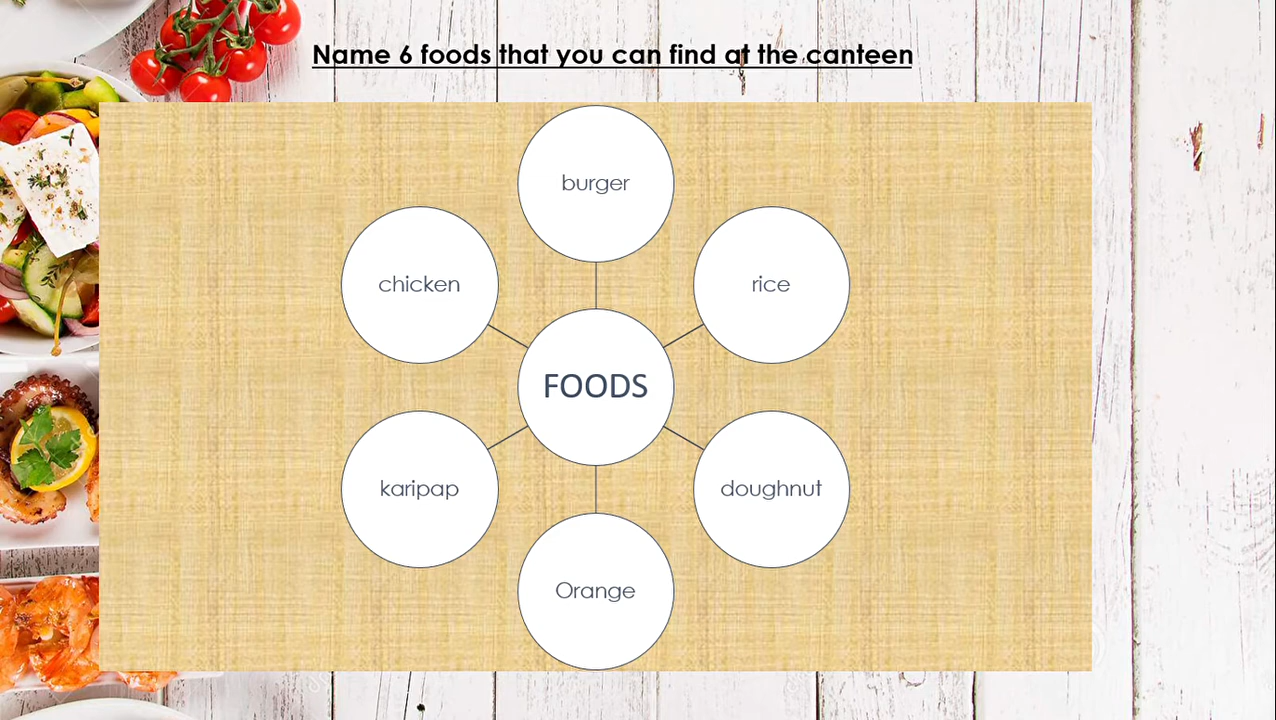 Name 6 foods that you can find at the canteen
burger
chicken
rice
FOODS
karipap
doughnut
Orange